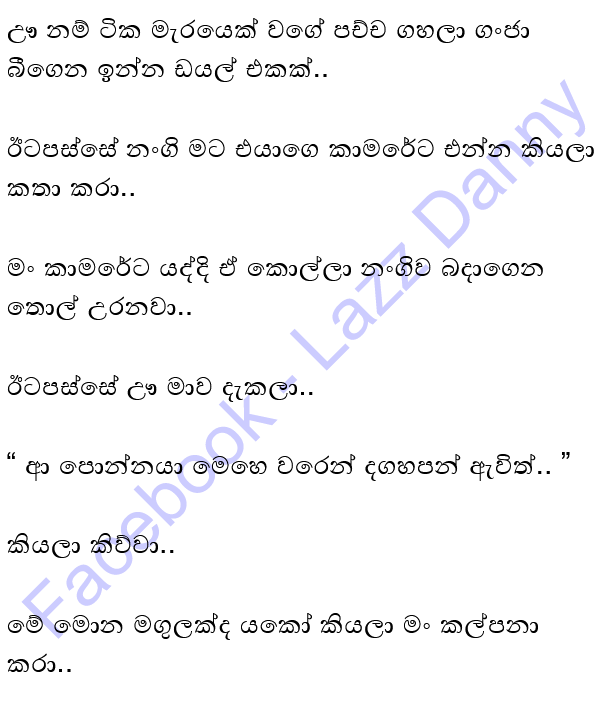 ඌ නම් ටික මැරයෙක් වගේ පච්ච ගහලා ගංජා
බීගෙන ඉන්න ඩයල් එකක්..
ඊටපස්සේ නංගි මට එයාගෙ කාමරේට එන්න කියලා
කතා කරා..
මං කාමරේට යද්දි ඒ කොල්ලා නංගිව බදාගෙන
තොල් උරනවා..
ඊටපස්සේ ඌ මාව දැකලා..
“ ආ පොන්නයා මෙහෙ වරෙන් දගහපන් ඇවිත්.. ”
කියලා කිව්වා..
මේ මොන මගුලක්ද යකෝ කියලා මං කල්පනා
කරා..
Facebook - Lazz Danny